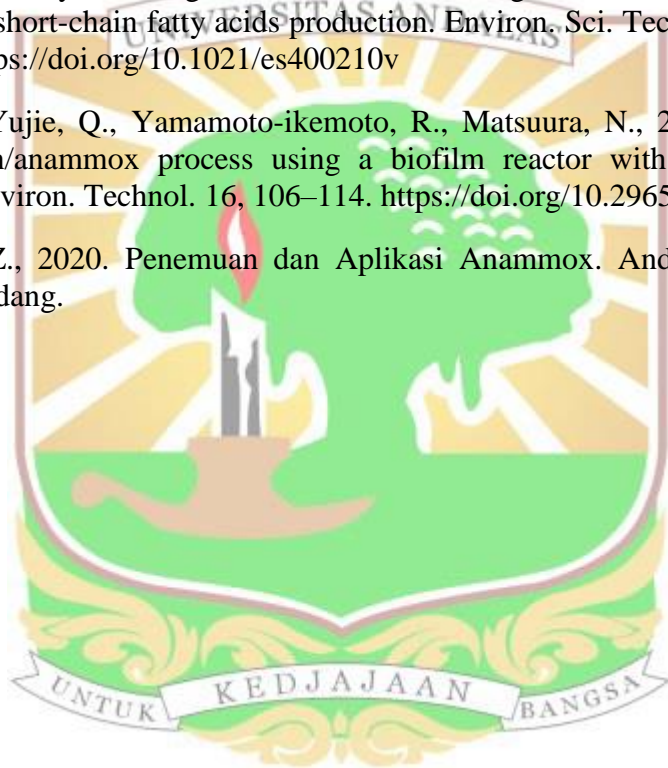 short-chain fatty acids production. Environ. Sci. Tec
UNIVERSITAS ANDALAS
ps://doi.org/10.1021/es400210v
Yujie, Q., Yamamoto-ikemoto, R., Matsuura, N., 2
n/anammox process using a biofilm reactor with
viron. Technol. 16, 106–114. https://doi.org/10.2965
Z., 2020. Penemuan dan Aplikasi Anammox. And
dang.
UNTUK KEDJAJAAN BANGSA